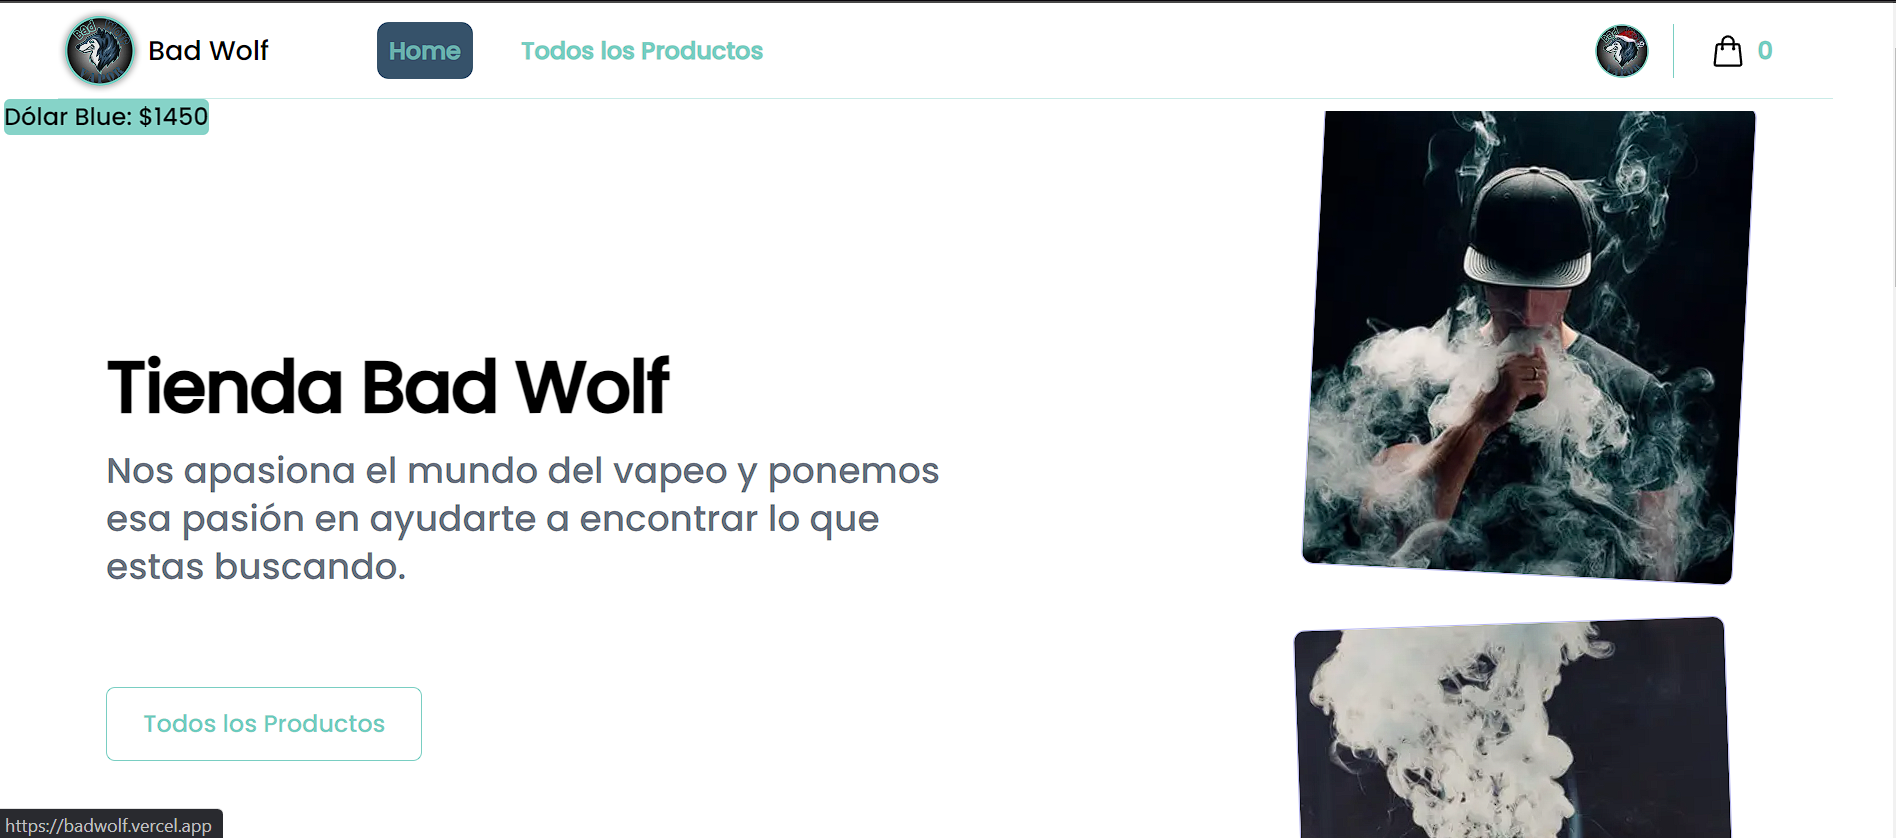 Bad
Bad Wolf
Home
Todos los Productos
0
Dólar Blue: $1450
Tienda Bad Wolf
Nos apasiona el mundo del vapeo y ponemos
esa pasión en ayudarte a encontrar lo que
estas buscando.
Todos los Productos
https://badwolf.vercel.app